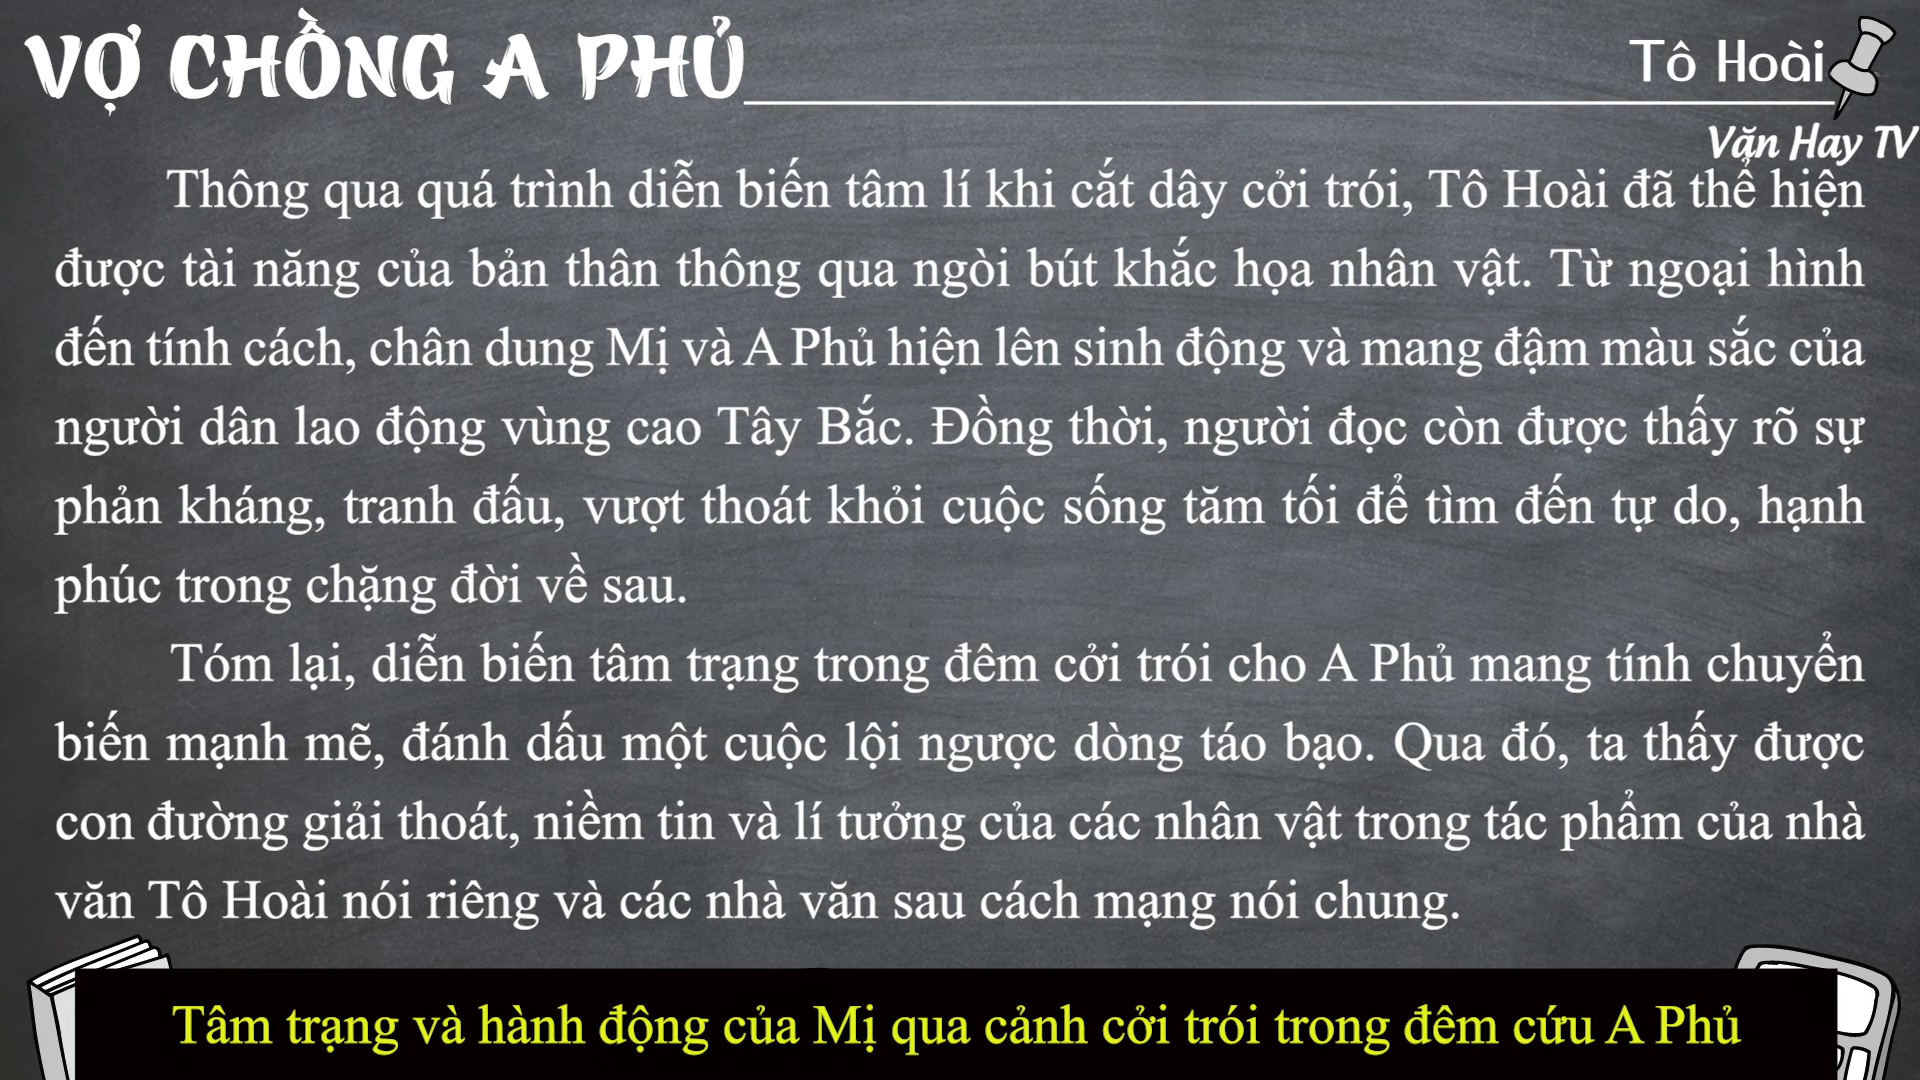 VỢ CHỒNG A PHỦ
Tô Hoài
Văn Hay TV
Thông qua quá trình diễn biến tâm lí khi cắt dây cởi trói, Tô Hoài đã thể hiện
được tài năng của bản thân thông qua ngòi bút khắc họa nhân vật. Từ ngoại hình
đến tính cách, chân dung Mị và A Phủ hiện lên sinh động và mang đậm màu sắc của
người dân lao động vùng cao Tây Bắc. Đồng thời, người đọc còn được thấy rõ sự
phản kháng, tranh đấu, vượt thoát khỏi cuộc sống tăm tối để tìm đến tự do, hạnh
phúc trong chặng đời về sau.
Tóm lại, diễn biến tâm trạng trong đêm cởi trói cho A Phủ mang tính chuyển
biến mạnh mẽ, đánh dấu một cuộc lội ngược dòng táo bạo. Qua đó, ta thấy được
con đường giải thoát, niềm tin và lí tưởng của các nhân vật trong tác phẩm của nhà
văn Tô Hoài nói riêng và các nhà văn sau cách mạng nói chung.
Tâm trạng và hành động của Mị qua cảnh cởi trói trong đêm cứu A Phủ